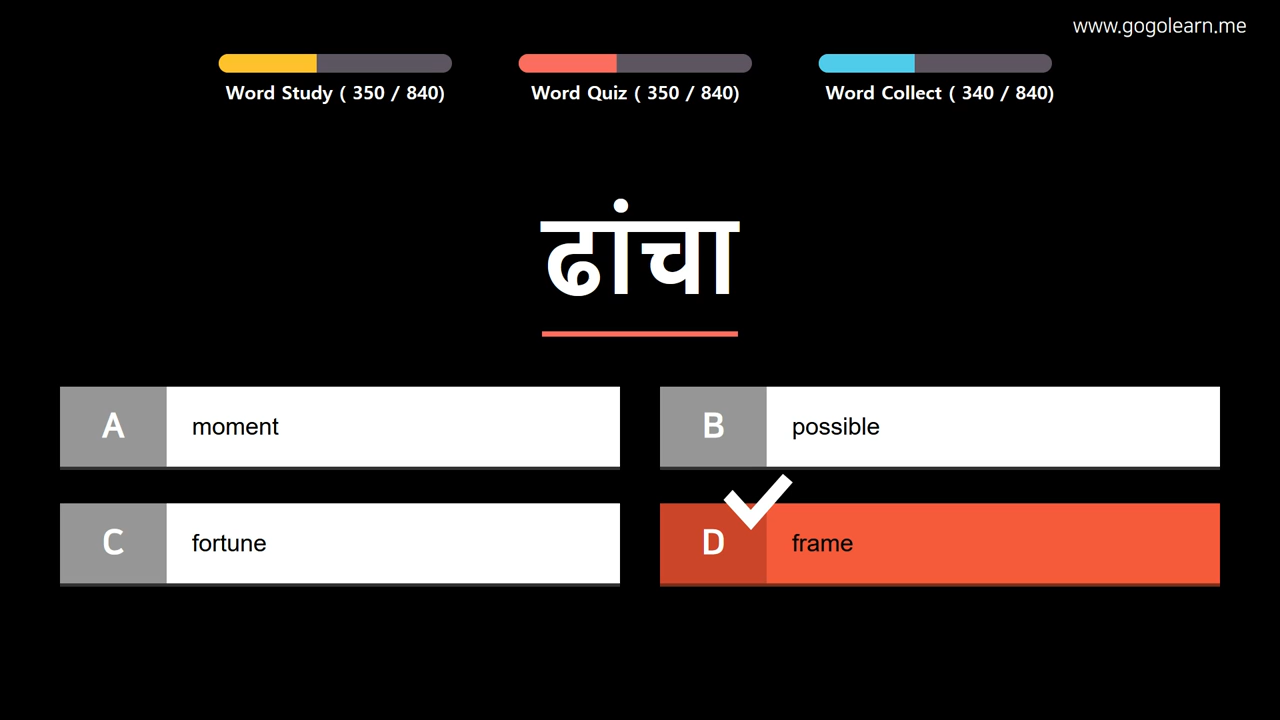 www.gogolearn.me
Word Study ( 350 / 840)
Word Quiz ( 350 / 840)
Word Collect ( 340 / 840)
ढांचा
A moment
B possible
C fortune
D frame